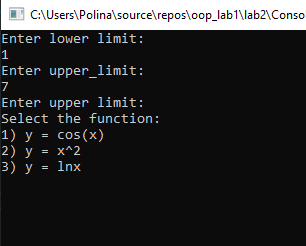 C:\Users\Polina\source\repos\oop_lab1\lab2\Conso
Enter lower limit:
1
Enter upper_limit:
7
Enter upper limit:
Select the function:
1) y = cos(x)
2) y = x^2
3) y = lnx